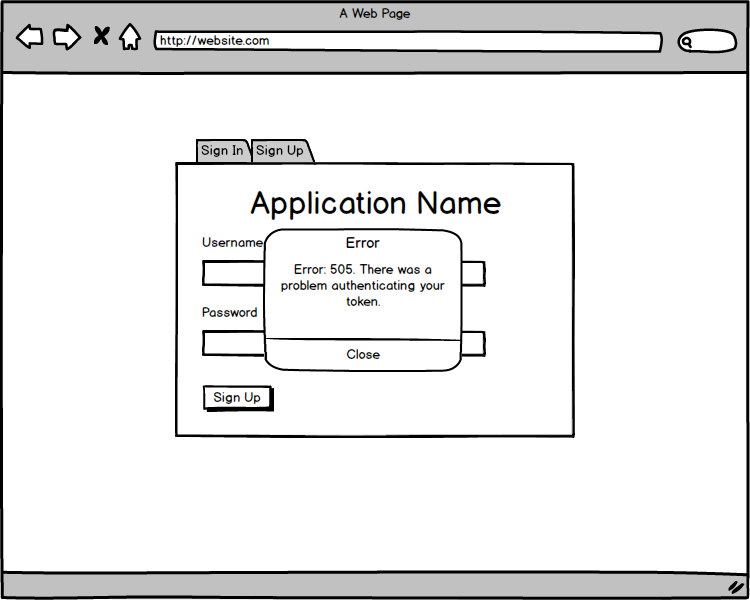 A Web Page
http://website.com
Sign In
Sign Up
Application Name
Username
Error
Error: 505. There was a
problem authenticating your
token.
Password
Close
Sign Up